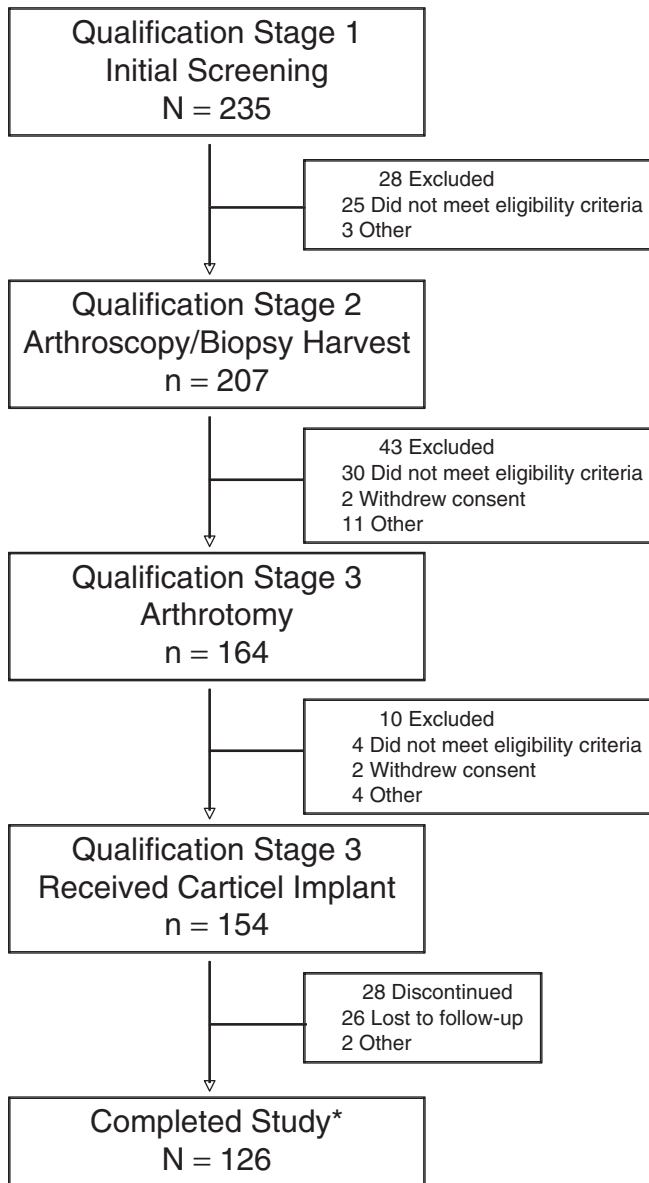 Qualification Stage 1
Initial Screening
N = 235
28 Excluded
25 Did not meet eligibility criteria
3 Other
Qualification Stage 2
Arthroscopy/Biopsy Harvest
n = 207
43 Excluded
30 Did not meet eligibility criteria
2 Withdrew consent
11 Other
Qualification Stage 3
Arthrotomy
n = 164
10 Excluded
4 Did not meet eligibility criteria
2 Withdrew consent
4 Other
Qualification Stage 3
Received Carticel Implant
n = 154
28 Discontinued
26 Lost to follow-up
2 Other
Completed Study*
N = 126